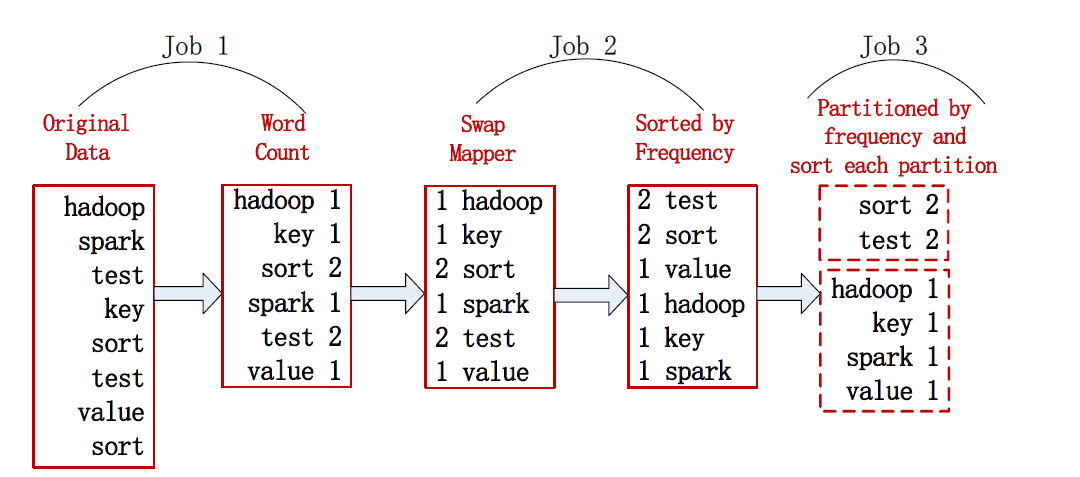 Job 1
Job 2
Job 3
Original
Data
Word
Count
Swap
Mapper
Sorted by
Frequency
Partitioned by
frequency and
sort each partition
hadoop
spark
test
key
sort
test
value
sort
hadoop 1
key 1
sort 2
spark 1
test 2
value 1
1 hadoop
1 key
2 sort
1 spark
2 test
1 value
2 test
2 sort
1 value
1 hadoop
1 key
1 spark
sort 2
test 2
hadoop 1
key 1
spark 1
value 1